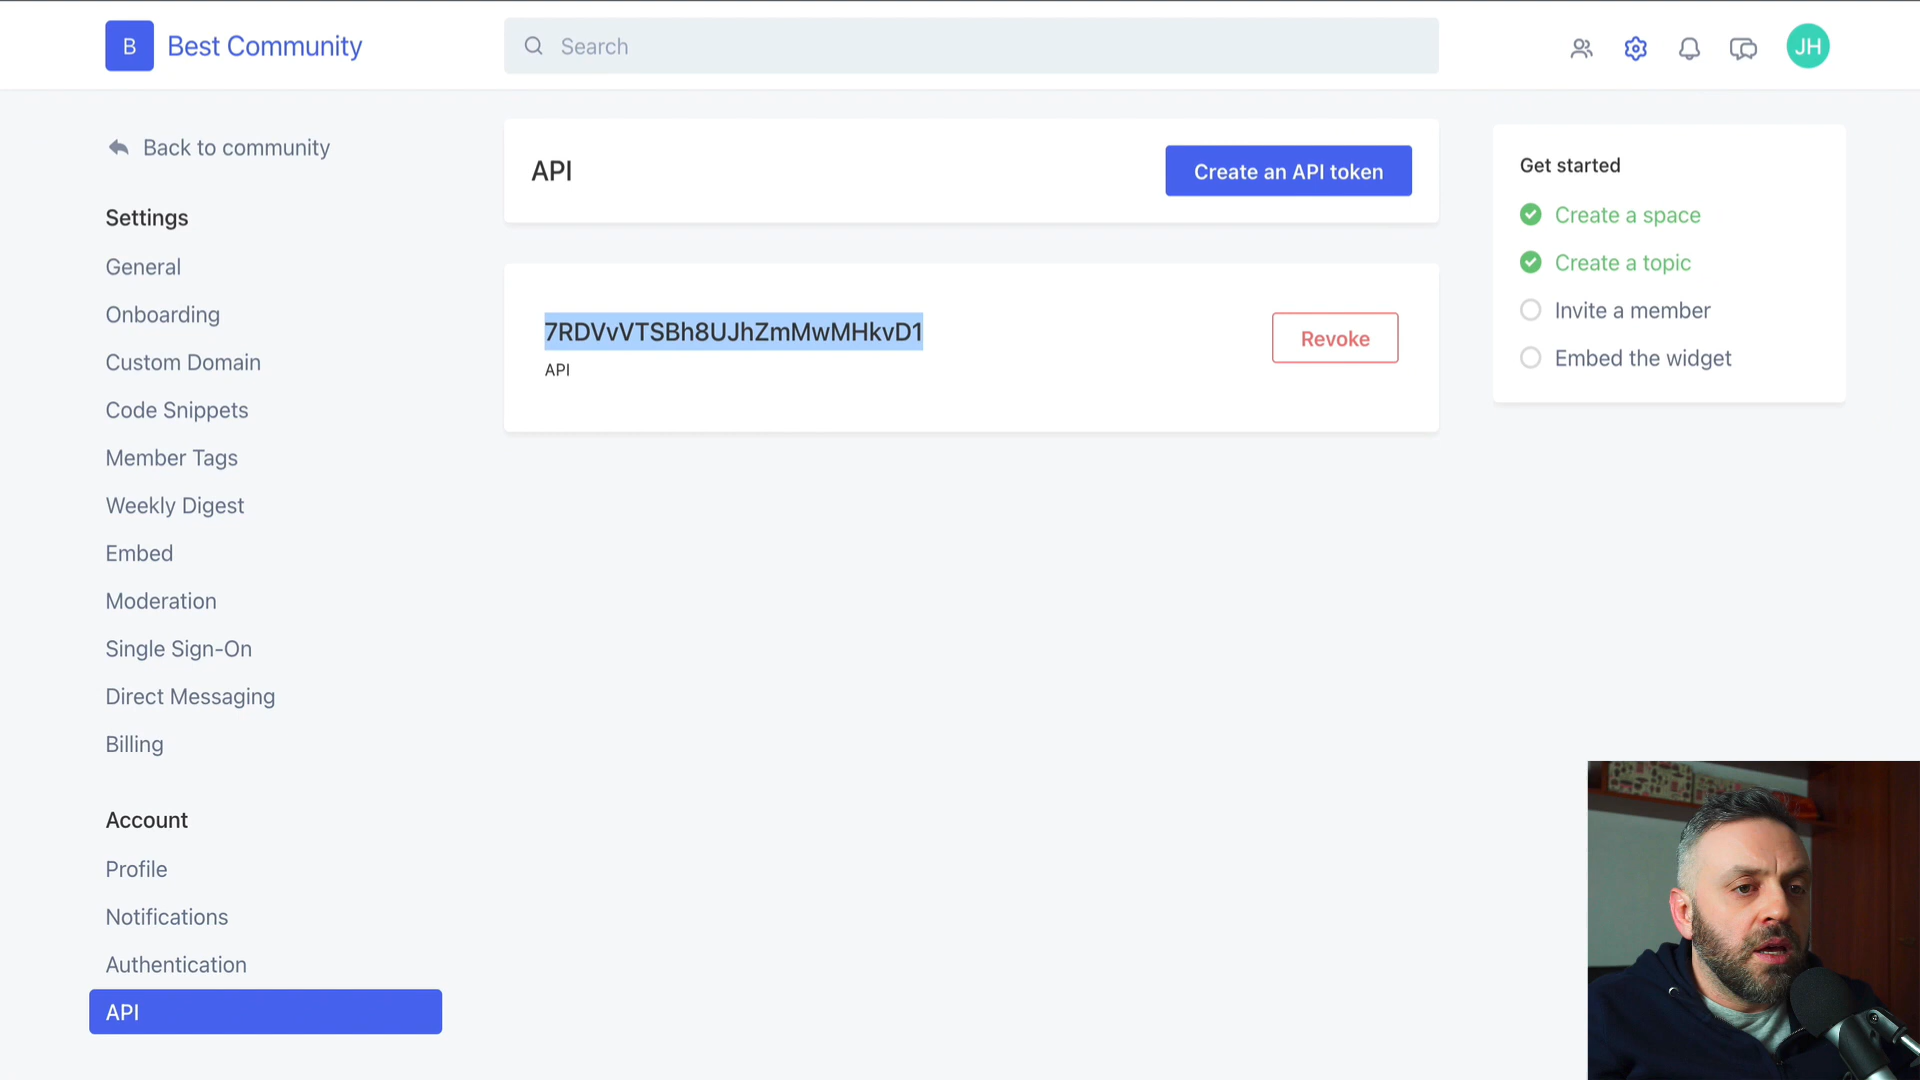 B Best Community
Search
JH
Back to community
Settings
General
Onboarding
Custom Domain
Code Snippets
Member Tags
Weekly Digest
Embed
Moderation
Single Sign-On
Direct Messaging
Billing
Account
Profile
Notifications
Authentication
API
API
Create an API token
7RDVvVTSBh8UJhZmMwMHkvD1
API
Revoke
Get started
Create a space
Create a topic
Invite a member
Embed the widget